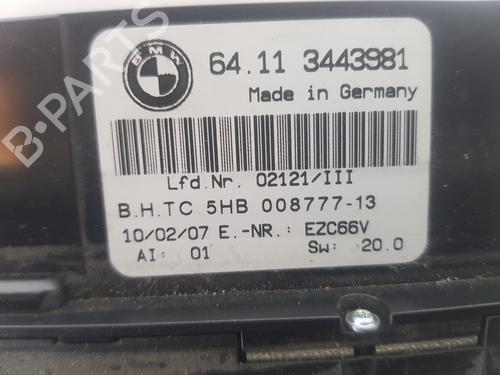 B-PARTS
BMW
64.11 3443981
Made in Germany
Lfd.Nr. 02121/III
B.H.TC 5HB 008777-13
10/02/07 E.-NR.: EZC66V
AI: 01 Sw: 20.0